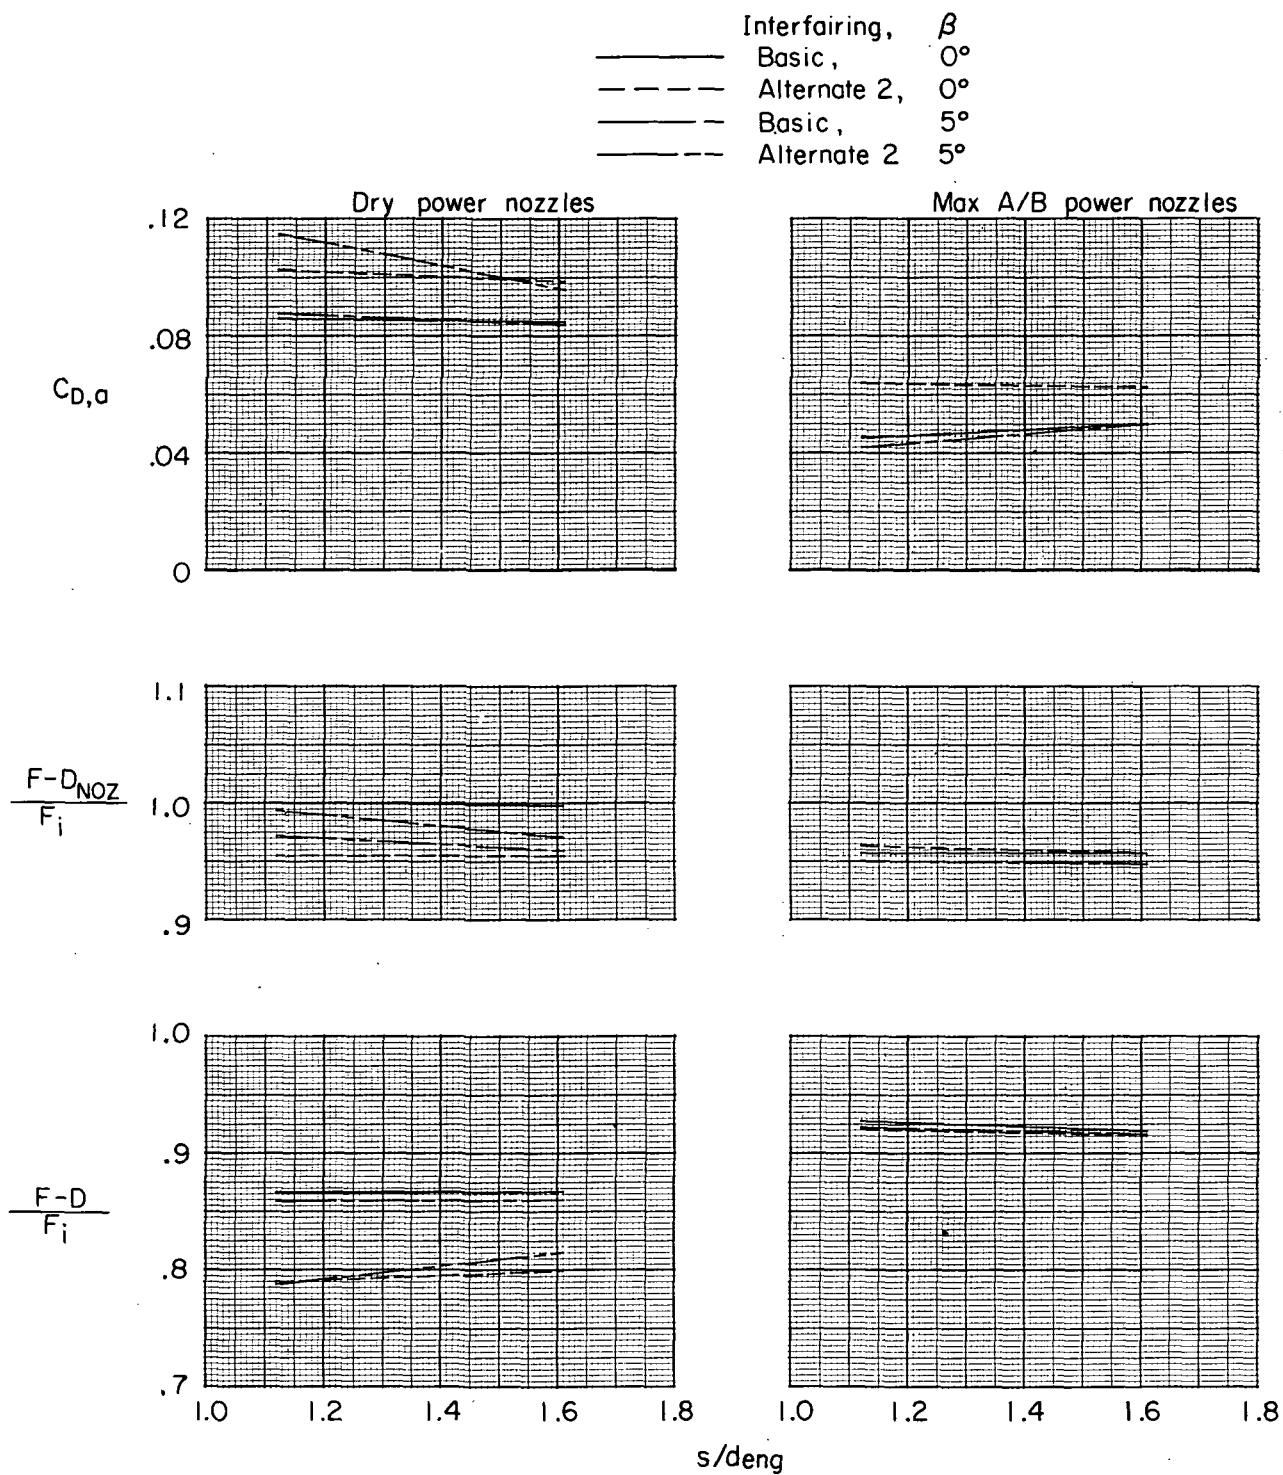 Interfairing, β
Basic, 0°
Alternate 2, 0°
Basic, 5°
Alternate 2 5°
Dry power nozzles
Max A/B power nozzles
.12
.08
C_D,a
.04
0
1.1
F-D_NOZ
1.0
F_i
.9
1.0
.9
F-D
F_i
.8
.7
1.0 1.2 1.4 1.6 1.8
1.0 1.2 1.4 1.6 1.8
s/d_eng